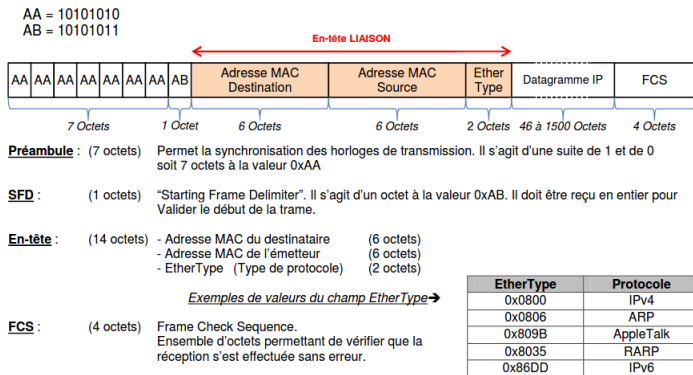 AA = 10101010
AB = 10101011
En-tête LIAISON
AA AA AA AA AA AA AA AB Adresse MAC Destination Adresse MAC Source Ether Type Datagramme IP FCS
7 Octets 1 Octet 6 Octets 6 Octets 2 Octets 46 à 1500 Octets 4 Octets
Préambule : (7 octets) Permet la synchronisation des horloges de transmission. Il s'agit d'une suite de 1 et de 0
soit 7 octets à la valeur 0xAA
SFD : (1 octets) "Starting Frame Delimiter". Il s'agit d'un octet à la valeur 0xAB. Il doit être reçu en entier pour
Valider le début de la trame.
En-tête : (14 octets) - Adresse MAC du destinataire (6 octets)
- Adresse MAC de l'émetteur (6 octets)
- EtherType (Type de protocole) (2 octets)
Exemples de valeurs du champ EtherType➔
FCS : (4 octets) Frame Check Sequence.
Ensemble d'octets permettant de vérifier que la
réception s'est effectuée sans erreur.
EtherType Protocole
0x0800 IPv4
0x0806 ARP
0x809B AppleTalk
0x8035 RARP
0x86DD IPv6